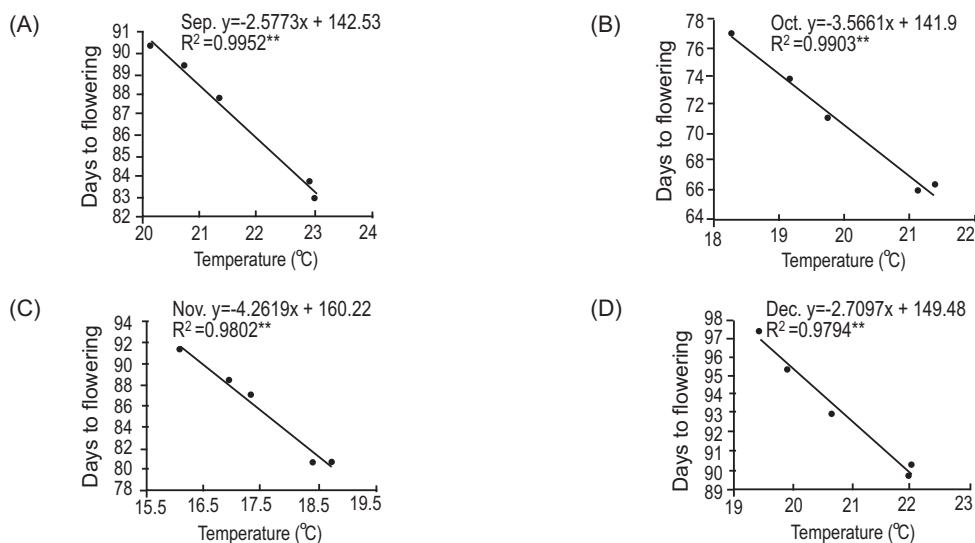 (A)
Sep. y=-2.5773x + 142.53
R² =0.9952**
Days to flowering
91
90
89
88
87
86
85
84
83
82
20 21 22 23 24
Temperature (°C)
(B)
Oct. y=-3.5661x + 141.9
R² =0.9903**
Days to flowering
78
76
74
72
70
68
66
64
18 19 20 21 22
Temperature (°C)
(C)
Nov. y=-4.2619x + 160.22
R² =0.9802**
Days to flowering
94
92
90
88
86
84
82
80
78
15.5 16.5 17.5 18.5 19.5
Temperature (°C)
(D)
Dec. y=-2.7097x + 149.48
R² =0.9794**
Days to flowering
98
97
96
95
94
93
92
91
90
89
19 20 21 22 23
Temperature (°C)